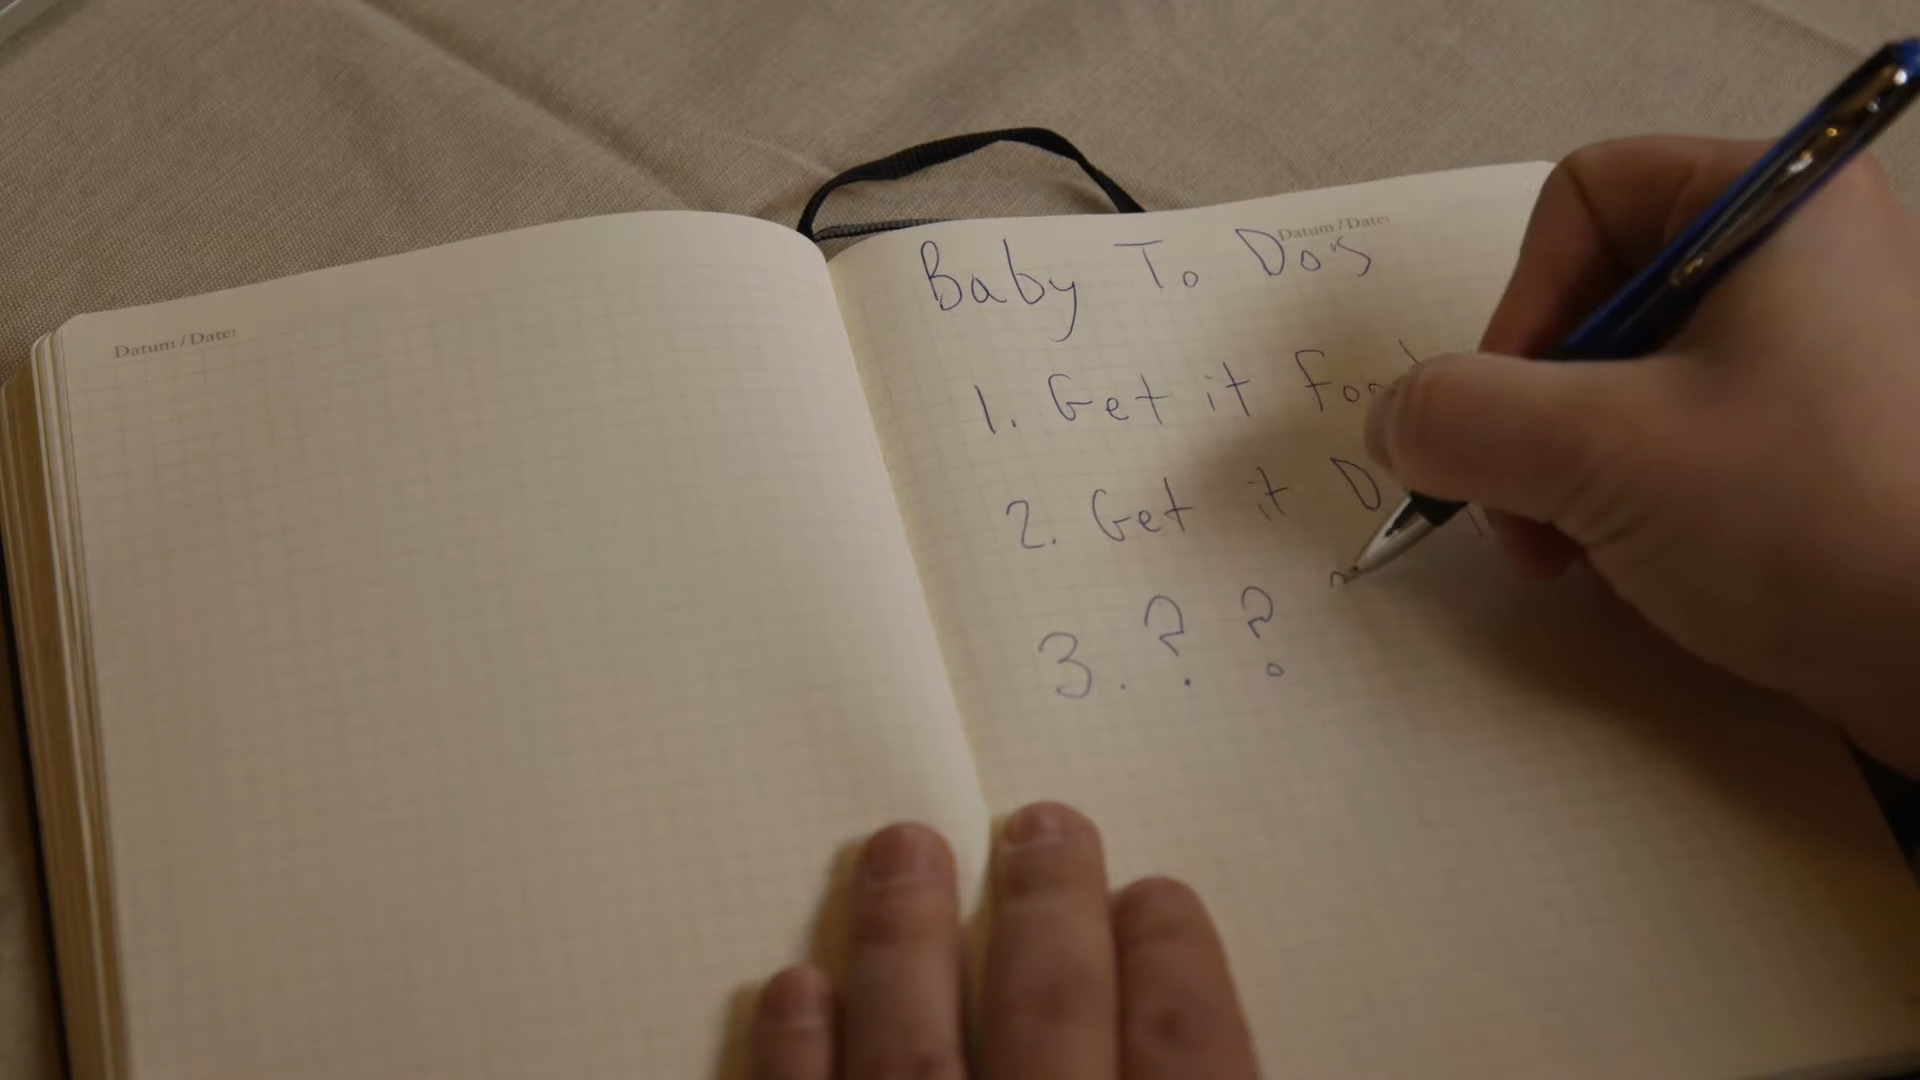 Datum / Date:
Datum / Date:
Baby To Do's
1. Get it
2. Get it
3. ? ?